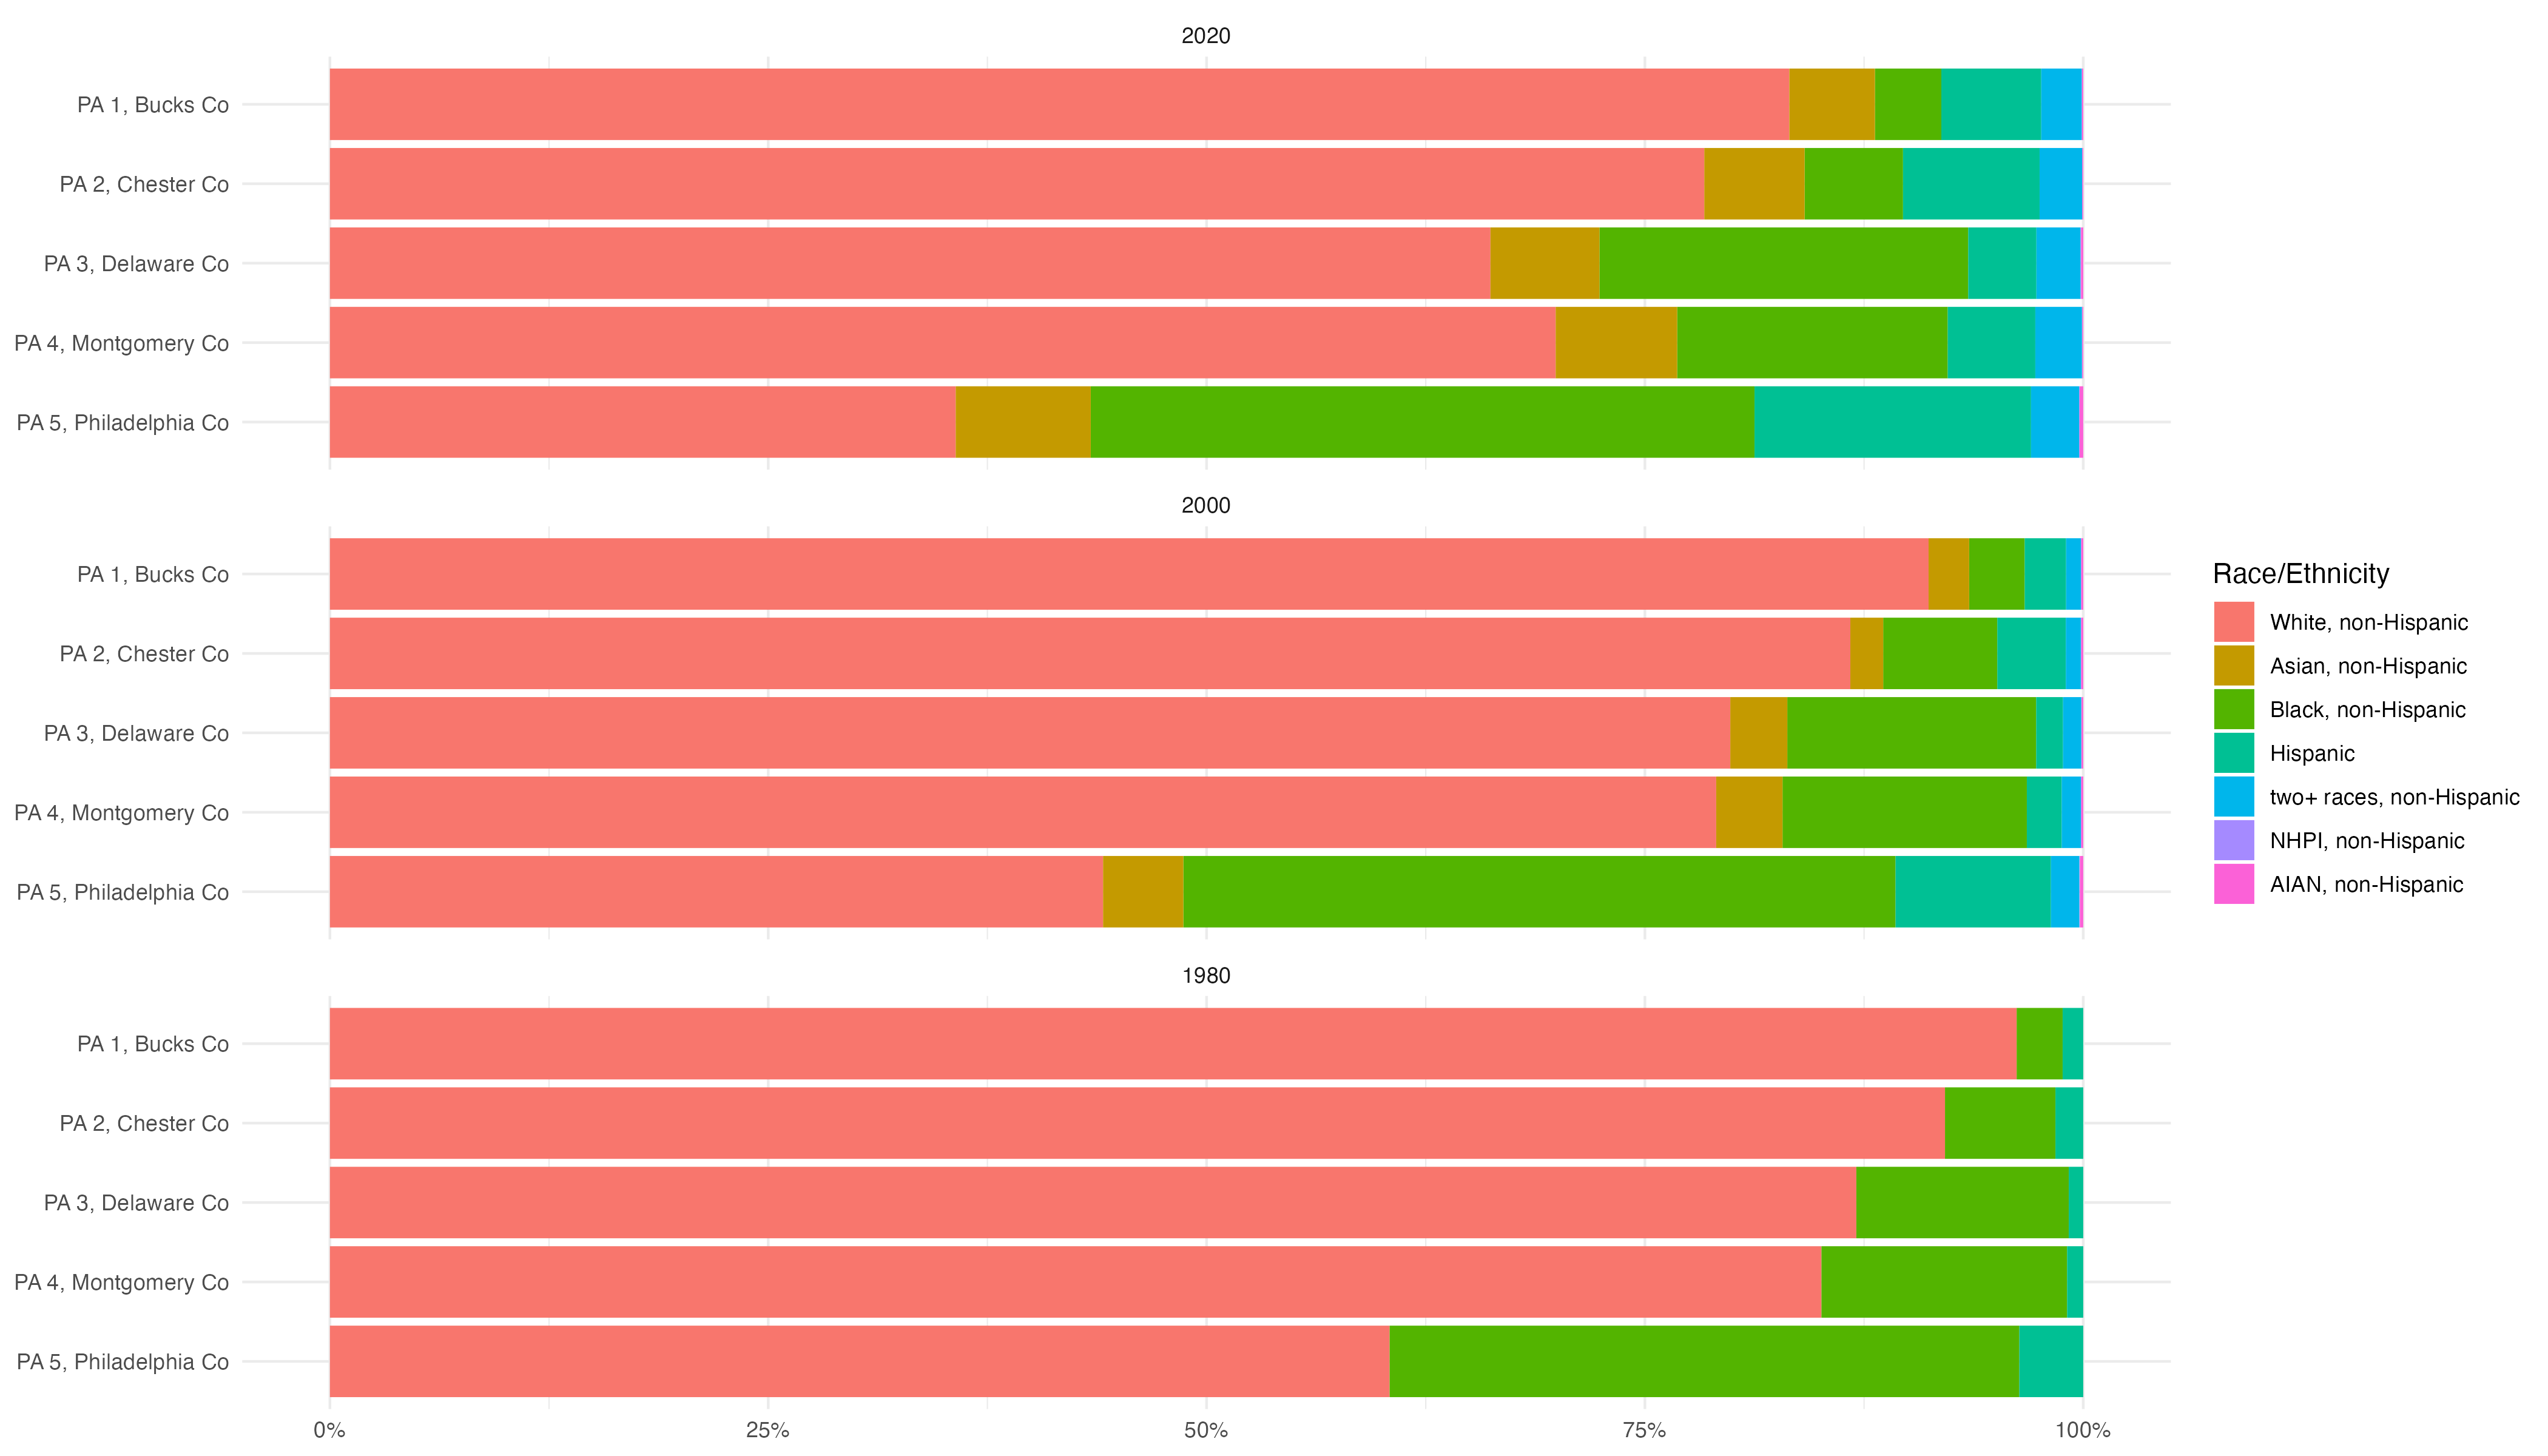 2020
PA 1, Bucks Co
PA 2, Chester Co
PA 3, Delaware Co
PA 4, Montgomery Co
PA 5, Philadelphia Co
2000
PA 1, Bucks Co
PA 2, Chester Co
PA 3, Delaware Co
PA 4, Montgomery Co
PA 5, Philadelphia Co
1980
PA 1, Bucks Co
PA 2, Chester Co
PA 3, Delaware Co
PA 4, Montgomery Co
PA 5, Philadelphia Co
0% 25% 50% 75% 100%
Race/Ethnicity
White, non-Hispanic
Asian, non-Hispanic
Black, non-Hispanic
Hispanic
two+ races, non-Hispanic
NHPI, non-Hispanic
AIAN, non-Hispanic